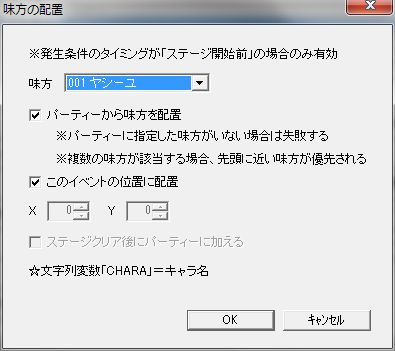 味方の配置
※発生条件のタイミングが「ステージ開始前」の場合のみ有効
味方 001 ヤシーユ
パーティーから味方を配置
※パーティーに指定した味方がいない場合は失敗する
※複数の味方が該当する場合、先頭に近い味方が優先される
このイベントの位置に配置
X 0 Y 0
ステージクリア後にパーティーに加える
☆文字列変数「CHARA」＝キャラ名
OK キャンセル